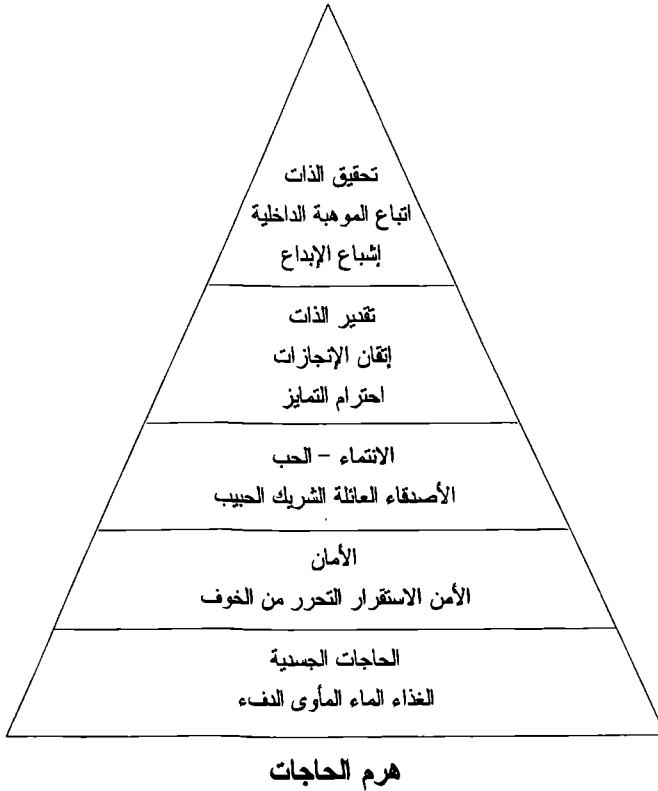 تحقيق الذات
اتباع الموهبة الداخلية
إشباع الإبداع
تقدير الذات
إتقان الإنجازات
احترام التمايز
الانتماء – الحب
الأصدقاء العائلة الشريك الحبيب
الأمان
الأمن الاستقرار التحرر من الخوف
الحاجات الجسدية
الغذاء الماء المأوى الدفء
هرم الحاجات